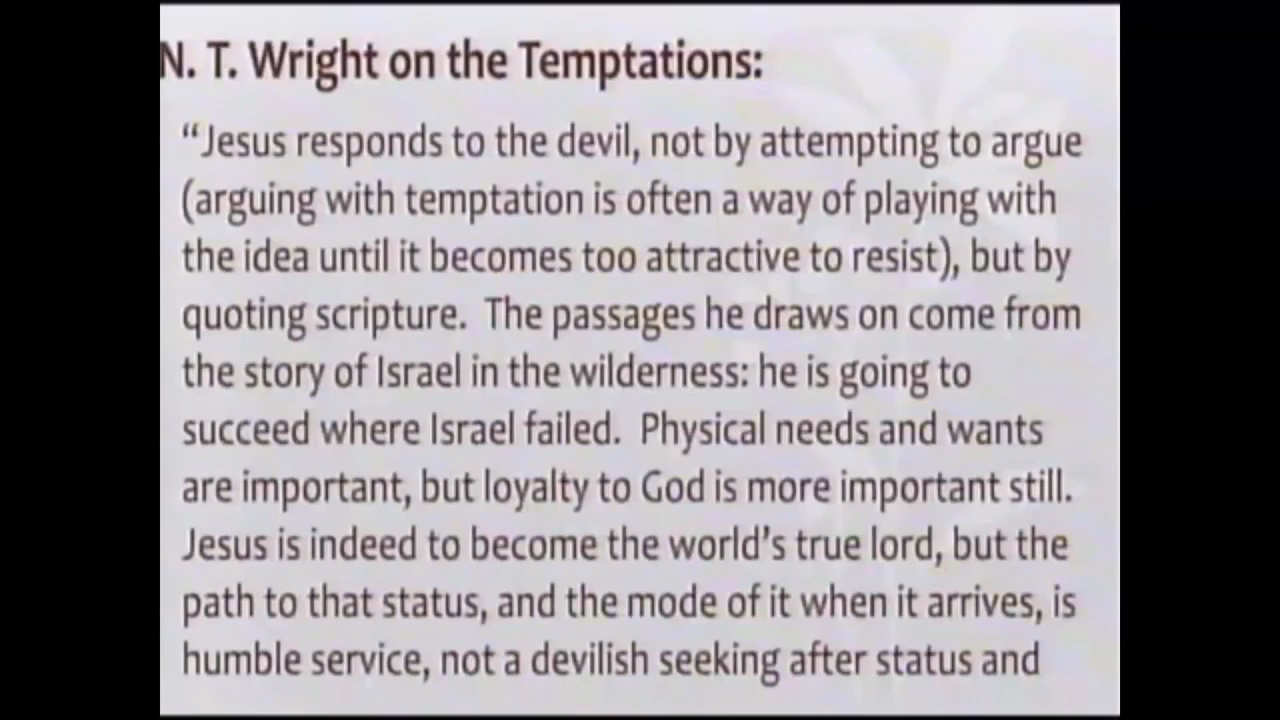 N. T. Wright on the Temptations:
“Jesus responds to the devil, not by attempting to argue
(arguing with temptation is often a way of playing with
the idea until it becomes too attractive to resist), but by
quoting scripture.  The passages he draws on come from
the story of Israel in the wilderness: he is going to
succeed where Israel failed.  Physical needs and wants
are important, but loyalty to God is more important still.
Jesus is indeed to become the world’s true lord, but the
path to that status, and the mode of it when it arrives, is
humble service, not a devilish seeking after status and